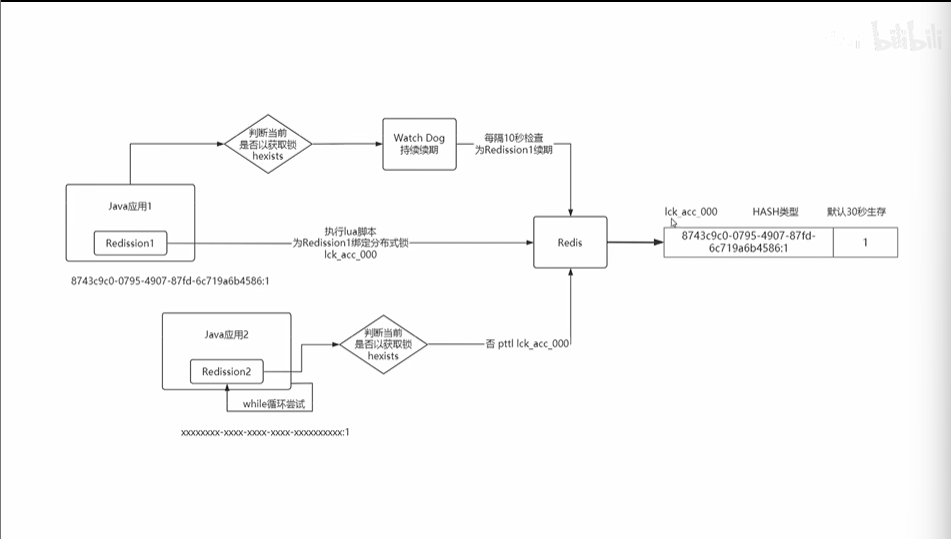 bilibili
判断当前
是否以获取锁
hexists
Watch Dog
持续续期
每隔10秒检查
为Redission1续期
Java应用1
Redission1
执行lua脚本
为Redission1绑定分布式锁
lck_acc_000
Redis
lck_acc_000 HASH类型 默认30秒生存
8743c9c0-0795-4907-87fd-
6c719a6b4586:1
1
8743c9c0-0795-4907-87fd-6c719a6b4586:1
Java应用2
Redission2
判断当前
是否以获取锁
hexists
否 pttl lck_acc_000
while循环尝试
xxxxxxxx-xxxx-xxxx-xxxx-xxxxxxxxxx:1